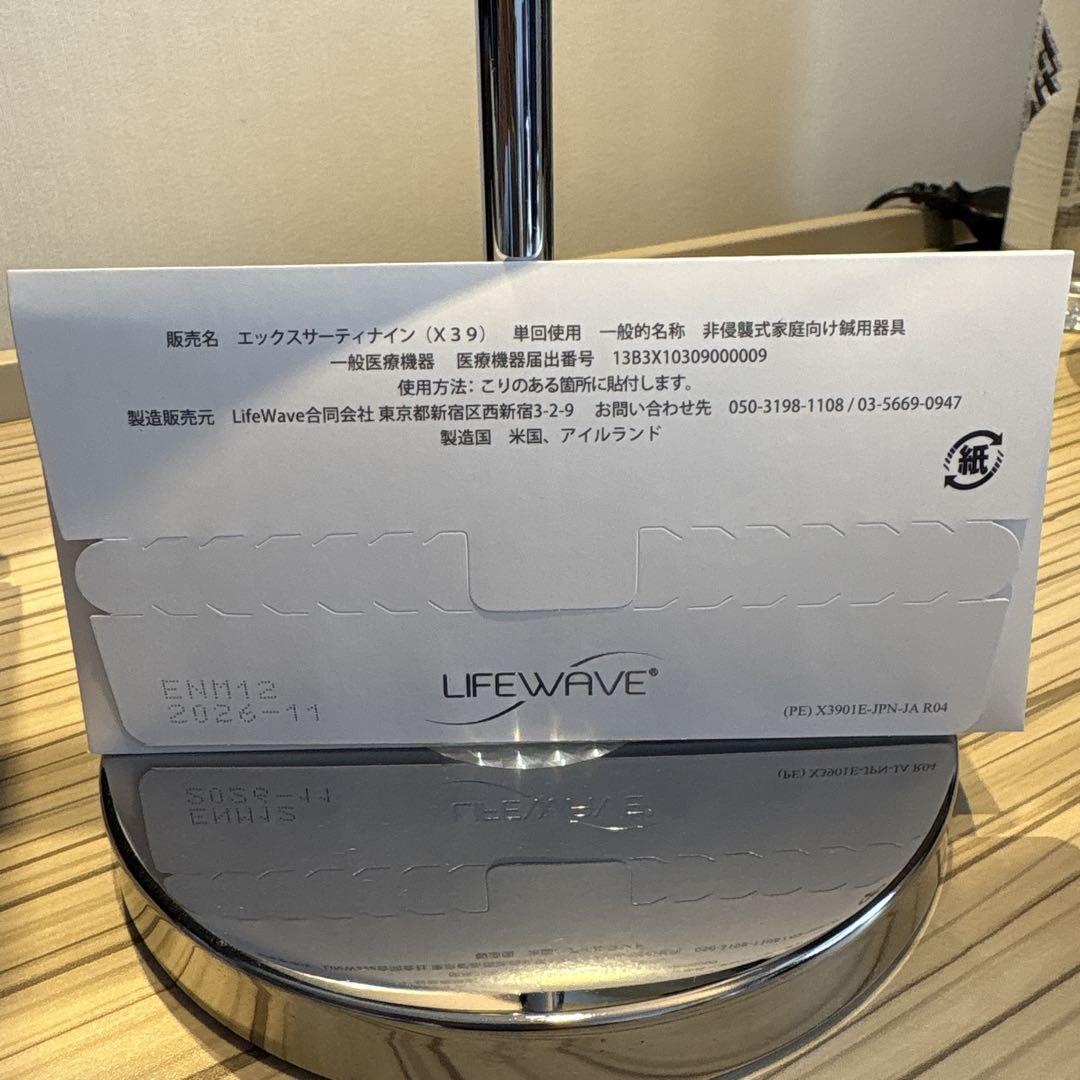 販売名　エックスサーティナイン（X39）　単回使用　一般的名称　非侵襲式家庭向け鍼用器具
一般医療機器　医療機器届出番号　13B3X10309000009
使用方法：こりのある箇所に貼付します。
製造販売元　LifeWave合同会社 東京都新宿区西新宿3-2-9　お問い合わせ先　050-3198-1108 / 03-5669-0947
製造国　米国、アイルランド
紙
ENM12
2026-11
LIFEWAVE®
(PE) X3901E-JPN-JA R04